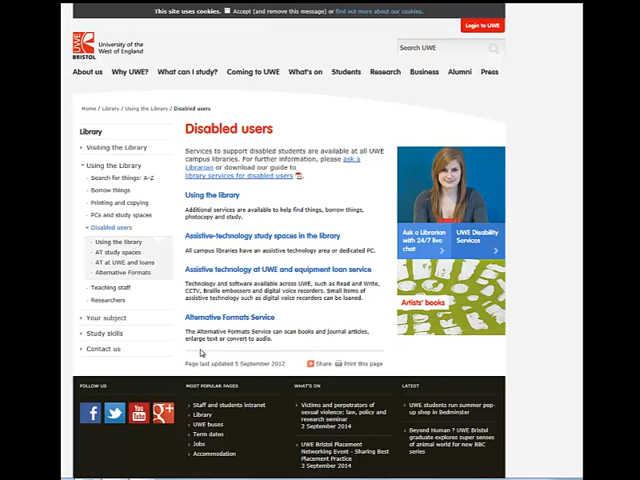 This site uses cookies. Accept (and remove this message) or find out more about our cookies.
Login to UWE
UWE
BRISTOL
University of the
West of England
Search UWE
About us Why UWE? What can I study? Coming to UWE What's on Students Research Business Alumni Press
Home / Library / Using the Library / Disabled users
Library
Visiting the Library
Using the Library
Search for things: A-Z
Borrow things
Printing and copying
PCs and study spaces
Disabled users
Using the library
AT study spaces
AT at UWE and loans
Alternative Formats
Teaching staff
Researchers
Your subject
Study skills
Contact us
Disabled users
Services to support disabled students are available at all UWE
campus libraries. For further information, please ask a
Librarian or download our guide to
library services for disabled users
Using the library
Additional services are available to help find things, borrow things,
photocopy and study.
Assistive-technology study spaces in the library
All campus libraries have an assistive technology area or dedicated PC.
Assistive technology at UWE and equipment loan service
Technology and software available across UWE, such as Read and Write,
CCTV, Braille embossers and digital voice recorders. Small items of
assistive technology such as digital voice recorders can be loaned.
Alternative Formats Service
The Alternative Formats Service can scan books and journal articles,
enlarge text or convert to audio.
Page last updated 5 September 2012
Share Print this page
Ask a Librarian
with 24/7 live
chat
UWE Disability
Services
Artists' books
FOLLOW US
You
Tube
MOST POPULAR PAGES
Staff and students intranet
Library
UWE buses
Term dates
Jobs
Accommodation
WHAT'S ON
Victims and perpetrators of
sexual violence: law, policy and
research seminar
2 September 2014
UWE Bristol Placement
Networking Event - Sharing Best
Placement Practice
3 September 2014
LATEST
UWE students run summer pop-
up shop in Bedminster
Beyond Human ? UWE Bristol
graduate explores super senses
of animal world for new BBC
series